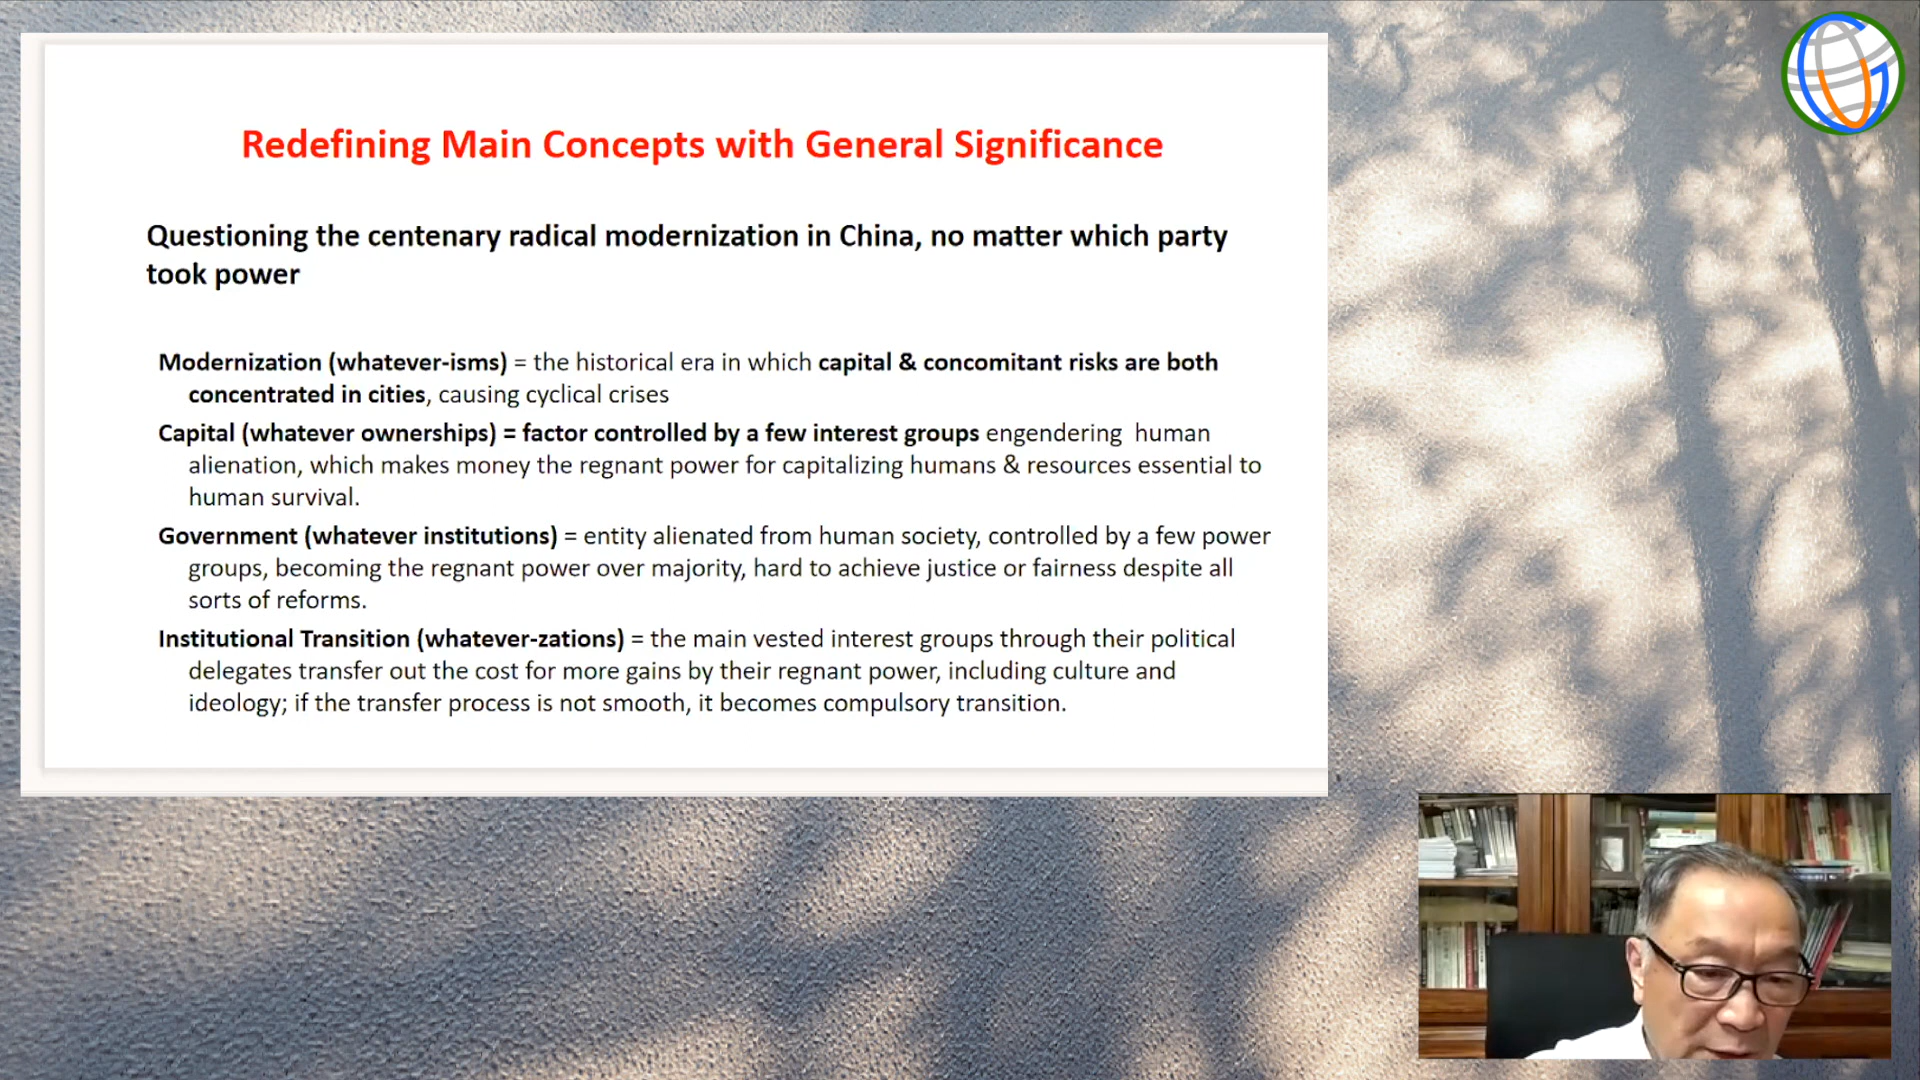 Redefining Main Concepts with General Significance
Questioning the centenary radical modernization in China, no matter which party
took power
Modernization (whatever-isms) = the historical era in which capital & concomitant risks are both
concentrated in cities, causing cyclical crises
Capital (whatever ownerships) = factor controlled by a few interest groups engendering human
alienation, which makes money the regnant power for capitalizing humans & resources essential to
human survival.
Government (whatever institutions) = entity alienated from human society, controlled by a few power
groups, becoming the regnant power over majority, hard to achieve justice or fairness despite all
sorts of reforms.
Institutional Transition (whatever-zations) = the main vested interest groups through their political
delegates transfer out the cost for more gains by their regnant power, including culture and
ideology; if the transfer process is not smooth, it becomes compulsory transition.